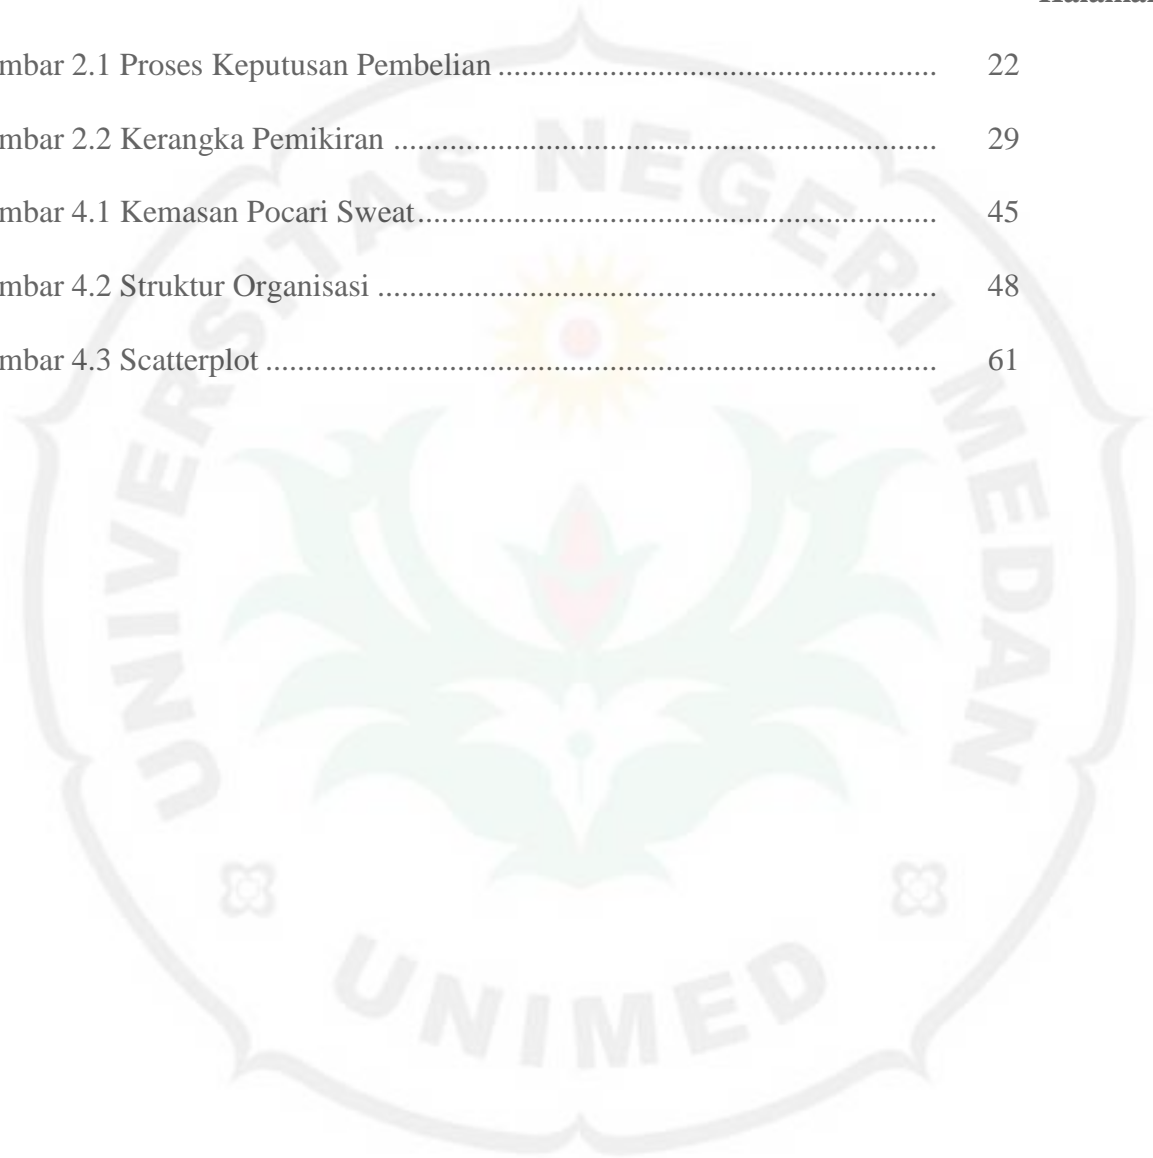 mbar 2.1 Proses Keputusan Pembelian ....................................................... 22
mbar 2.2 Kerangka Pemikiran .................................................................... 29
mbar 4.1 Kemasan Pocari Sweat................................................................. 45
mbar 4.2 Struktur Organisasi ...................................................................... 48
mbar 4.3 Scatterplot .................................................................................... 61
UNIVERSITAS NEGERI MEDAN
UNIMED